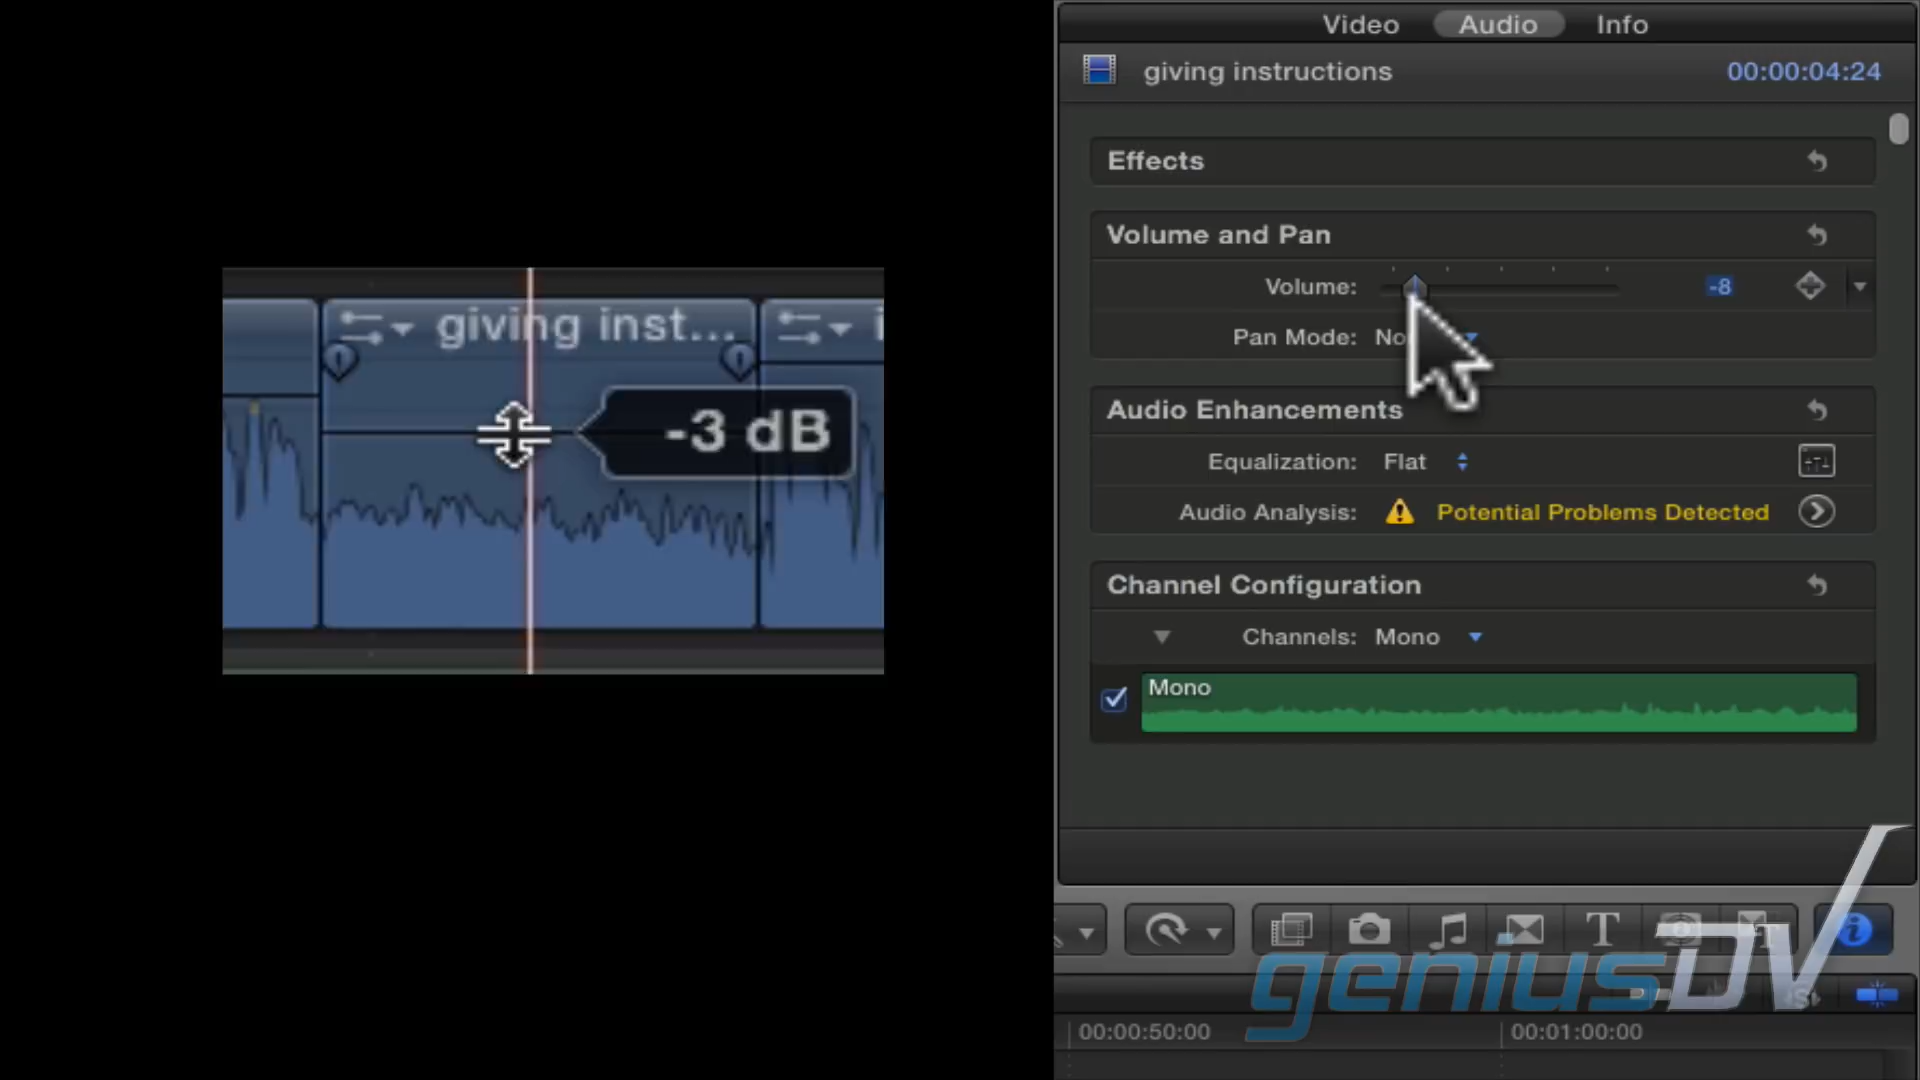 giving inst...
-3 dB
Video Audio Info
giving instructions 00:00:04:24
Effects
Volume and Pan
Volume: -8
Pan Mode:
Audio Enhancements
Equalization: Flat
Audio Analysis: Potential Problems Detected
Channel Configuration
Channels: Mono
Mono
geniusDV
00:00:50:00 00:01:00:00